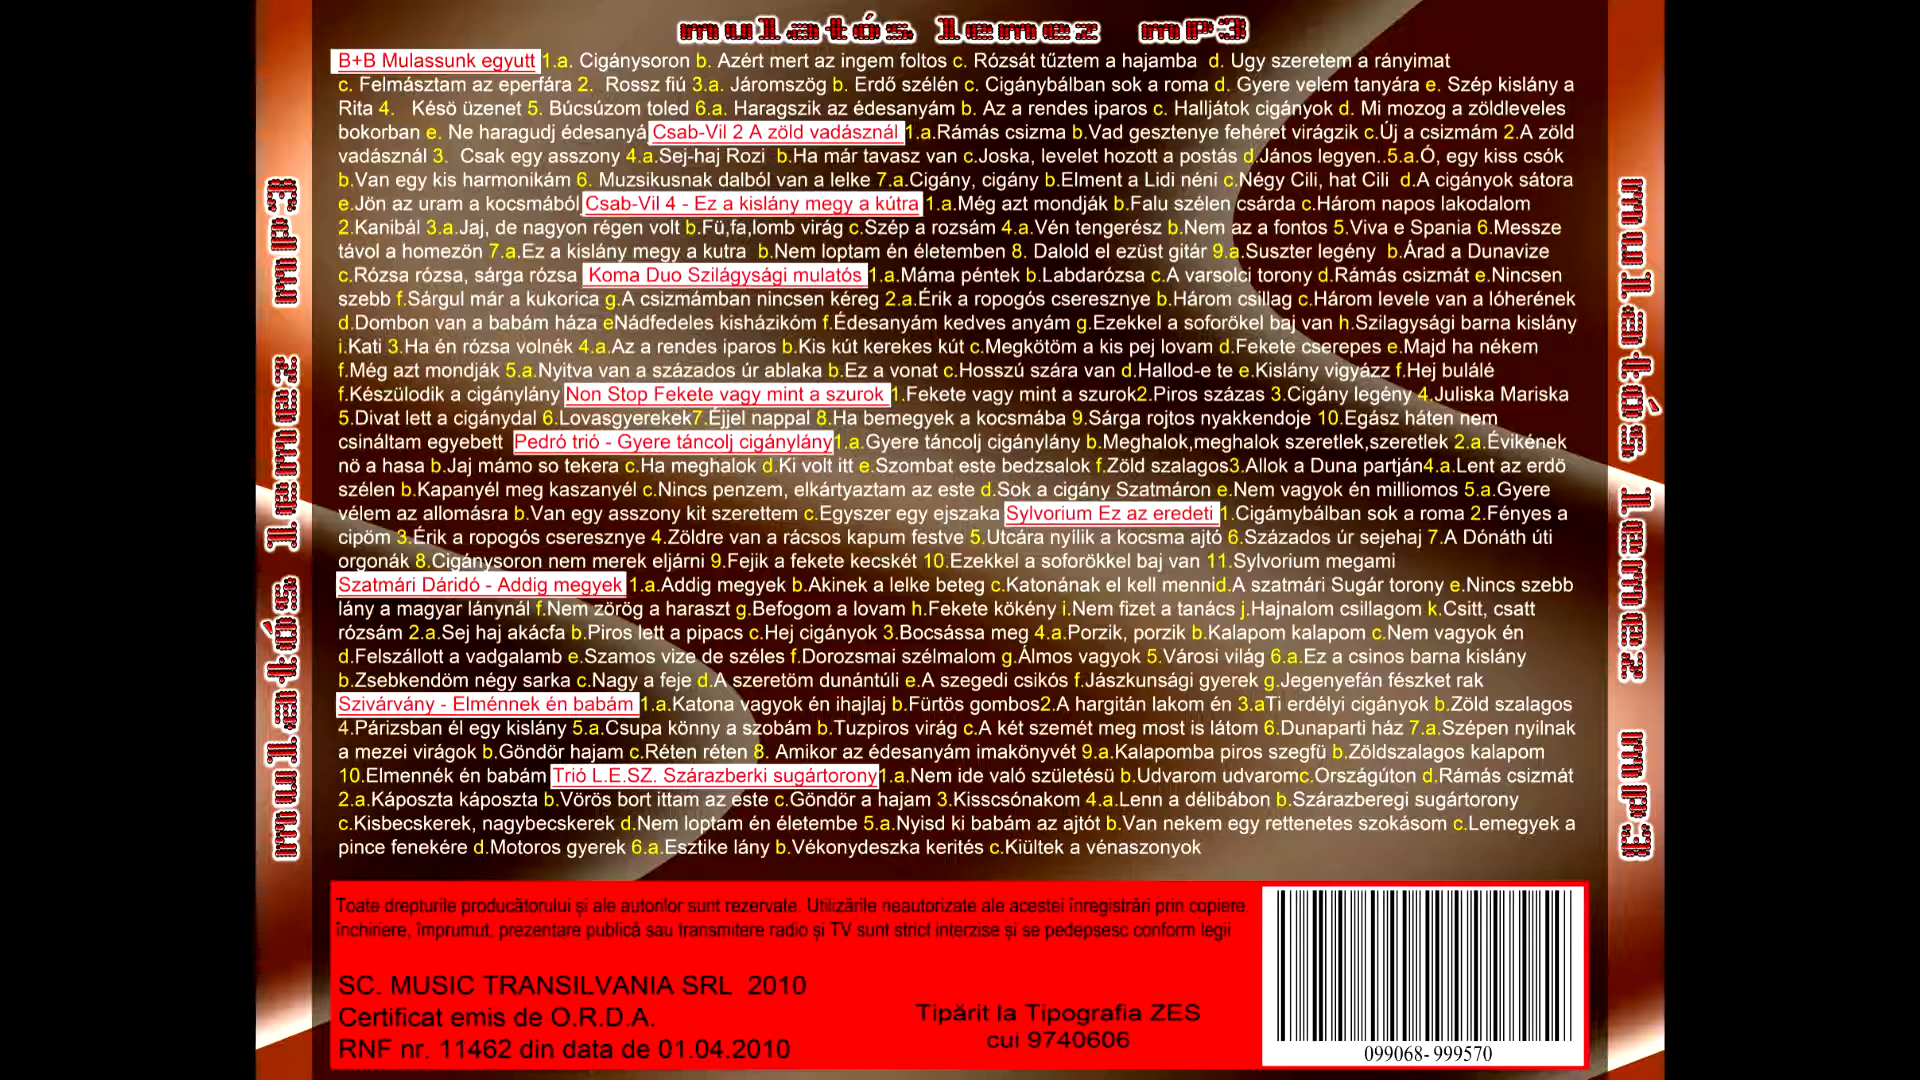 mulatós lemez mp3
B+B Mulassunk egyutt 1.a. Cigánysoron b. Azért mert az ingem foltos c. Rózsát tűztem a hajamba d. Ugy szeretem a rányimat
c. Felmásztam az eperfára 2. Rossz fiú 3.a. Járomszög b. Erdő szélén c. Cigánybálban sok a roma d. Gyere velem tanyára e. Szép kislány a
Rita 4. Késö üzenet 5. Búcsúzom toled 6.a. Haragszik az édesanyám b. Az a rendes iparos c. Halljátok cigányok d. Mi mozog a zöldleveles
bokorban e. Ne haragudj édesanyá Csab-Vil 2 A zöld vadásznál 1.a.Rámás csizma b.Vad gesztenye fehéret virágzik c.Új a csizmám 2.A zöld
vadásznál 3. Csak egy asszony 4.a.Sej-haj Rozi b.Ha már tavasz van c.Joska, levelet hozott a postás d.János legyen..5.a.Ó, egy kiss csók
b.Van egy kis harmonikám 6. Muzsikusnak dalból van a lelke 7.a.Cigány, cigány b.Elment a Lidi néni c.Négy Cili, hat Cili d.A cigányok sátora
e.Jön az uram a kocsmából Csab-Vil 4 - Ez a kislány megy a kútra 1.a.Még azt mondják b.Falu szélen csárda c.Három napos lakodalom
2.Kanibál 3.a.Jaj, de nagyon régen volt b.Fü,fa,lomb virág c.Szép a rozsám 4.a.Vén tengerész b.Nem az a fontos 5.Viva e Spania 6.Messze
távol a homezön 7.a.Ez a kislány megy a kutra b.Nem loptam én életemben 8. Dalold el ezüst gitár 9.a.Suszter legény b.Árad a Dunavize
c.Rózsa rózsa, sárga rózsa Koma Duo Szilágysági mulatós 1.a.Máma péntek b.Labdarózsa c.A varsolci torony d.Rámás csizmát e.Nincsen
szebb f.Sárgul már a kukorica g.A csizmámban nincsen kéreg 2.a.Érik a ropogós cseresznye b.Három csillag c.Három levele van a lóherének
d.Dombon van a babám háza eNádfedeles kisházikóm f.Édesanyám kedves anyám g.Ezekkel a soforökel baj van h.Szilagysági barna kislány
i.Kati 3.Ha én rózsa volnék 4.a.Az a rendes iparos b.Kis kút kerekes kút c.Megkötöm a kis pej lovam d.Fekete cserepes e.Majd ha nékem
f.Még azt mondják 5.a.Nyitva van a százados úr ablaka b.Ez a vonat c.Hosszú szára van d.Hallod-e te e.Kislány vigyázz f.Hej bulálé
f.Készülodik a cigánylány Non Stop Fekete vagy mint a szurok 1.Fekete vagy mint a szurok2.Piros százas 3.Cigány legény 4.Juliska Mariska
5.Divat lett a cigánydal 6.Lovasgyerekek7.Éjjel nappal 8.Ha bemegyek a kocsmába 9.Sárga rojtos nyakkendoje 10.Egász háten nem
csináltam egyebett Pedró trió - Gyere táncolj cigánylány 1.a.Gyere táncolj cigánylány b.Meghalok,meghalok szeretlek,szeretlek 2.a.Évikének
nö a hasa b.Jaj mámo so tekera c.Ha meghalok d.Ki volt itt e.Szombat este bedzsalok f.Zöld szalagos3.Allok a Duna partján4.a.Lent az erdö
szélen b.Kapanyél meg kaszanyél c.Nincs penzem, elkártyaztam az este d.Sok a cigány Szatmáron e.Nem vagyok én milliomos 5.a.Gyere
vélem az allomásra b.Van egy asszony kit szerettem c.Egyszer egy ejszaka Sylvorium Ez az eredeti 1.Cigámybálban sok a roma 2.Fényes a
cipöm 3.Érik a ropogós cseresznye 4.Zöldre van a rácsos kapum festve 5.Utcára nyílik a kocsma ajtó 6.Százados úr sejehaj 7.A Dónáth úti
orgonák 8.Cigánysoron nem merek eljárni 9.Fejik a fekete kecskét 10.Ezekkel a soforökkel baj van 11.Sylvorium megami
Szatmári Dáridó - Addig megyek 1.a.Addig megyek b.Akinek a lelke beteg c.Katonának el kell mennid.A szatmári Sugár torony e.Nincs szebb
lány a magyar lánynál f.Nem zörög a haraszt g.Befogom a lovam h.Fekete kökény i.Nem fizet a tanács j.Hajnalom csillagom k.Csitt, csatt
rózsám 2.a.Sej haj akácfa b.Piros lett a pipacs c.Hej cigányok 3.Bocsássa meg 4.a.Porzik, porzik b.Kalapom kalapom c.Nem vagyok én
d.Felszállott a vadgalamb e.Szamos vize de széles f.Dorozsmai szélmalom g.Álmos vagyok 5.Városi világ 6.a.Ez a csinos barna kislány
b.Zsebkendöm négy sarka c.Nagy a feje d.A szeretöm dunántúli e.A szegedi csikós f.Jászkunsági gyerek g.Jegenyefán fészket rak
Szivárvány - Elménnek én babám 1.a.Katona vagyok én ihajlaj b.Fürtös gombos2.A hargitán lakom én 3.aTi erdélyi cigányok b.Zöld szalagos
4.Párizsban él egy kislány 5.a.Csupa könny a szobám b.Tuzpiros virág c.A két szemét meg most is látom 6.Dunaparti ház 7.a.Szépen nyilnak
a mezei virágok b.Göndör hajam c.Réten réten 8. Amikor az édesanyám imakönyvét 9.a.Kalapomba piros szegfü b.Zöldszalagos kalapom
10.Elmennék én babám Trió L.E.SZ. Szárazberki sugártorony 1.a.Nem ide való születésü b.Udvarom udvaromc.Országúton d.Rámás csizmát
2.a.Káposzta káposzta b.Vörös bort ittam az este c.Göndör a hajam 3.Kisscsónakom 4.a.Lenn a délibábon b.Szárazberegi sugártorony
c.Kisbecskerek, nagybecskerek d.Nem loptam én életembe 5.a.Nyisd ki babám az ajtót b.Van nekem egy rettenetes szokásom c.Lemegyek a
pince fenekére d.Motoros gyerek 6.a.Esztike lány b.Vékonydeszka kerités c.Kiültek a vénaszonyok
mulatós lemez mp3
mulatós lemez mp3
Toate drepturile producătorului şi ale autorilor sunt rezervate. Utilizările neautorizate ale acestei înregistrări prin copiere,
închiriere, împrumut, prezentare publică sau transmitere radio şi TV sunt strict interzise şi se pedepsesc conform legii
SC. MUSIC TRANSILVANIA SRL 2010
Certificat emis de O.R.D.A.
RNF nr. 11462 din data de 01.04.2010
Tipărit la Tipografia ZES
cui 9740606
099068-999570